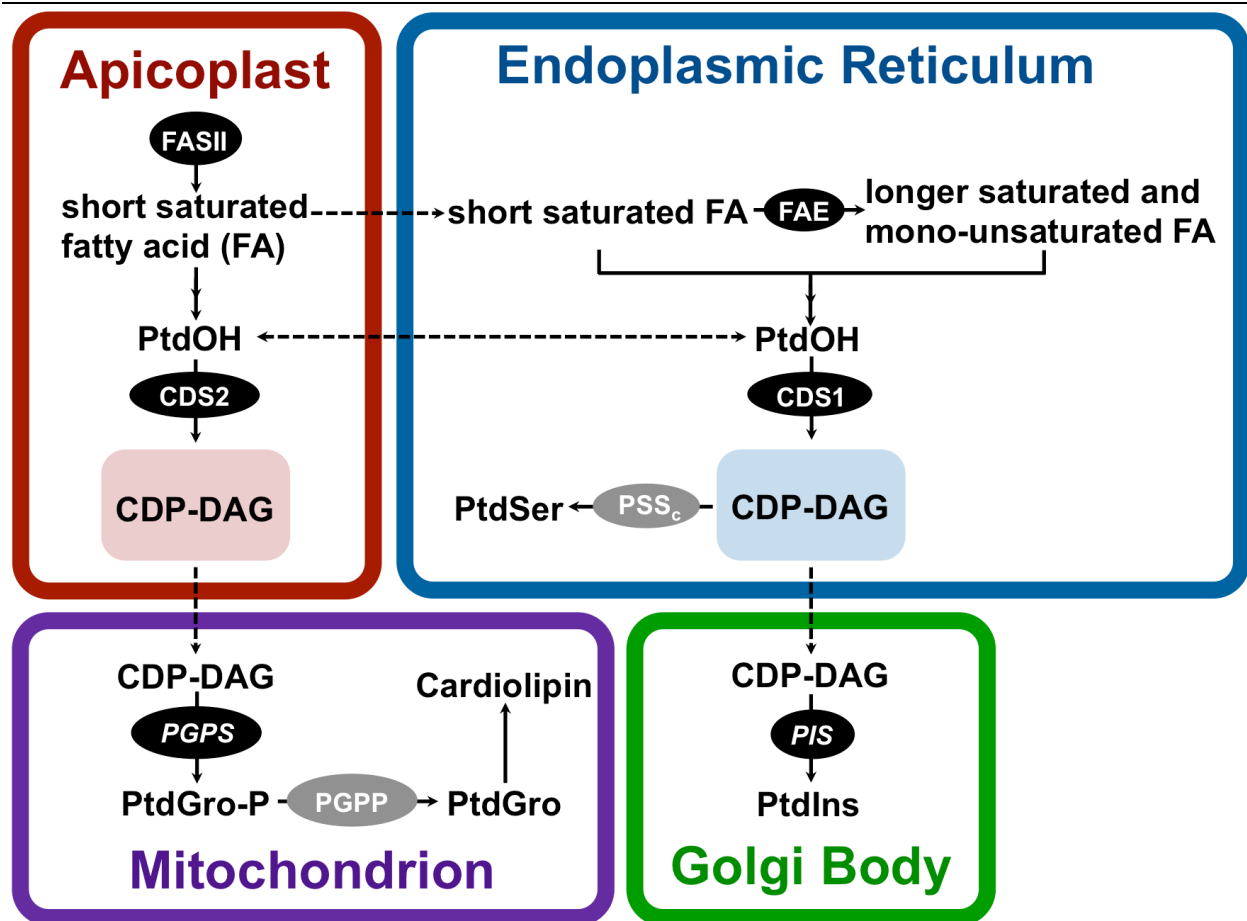 Apicoplast
FASII
short saturated
fatty acid (FA)
PtdOH
CDS2
CDP-DAG
Endoplasmic Reticulum
short saturated FA
FAE
longer saturated and
mono-unsaturated FA
PtdOH
CDS1
CDP-DAG
PSSc
PtdSer
CDP-DAG
PGPS
PtdGro-P
PGPP
PtdGro
Cardiolipin
Mitochondrion
CDP-DAG
PIS
PtdIns
Golgi Body